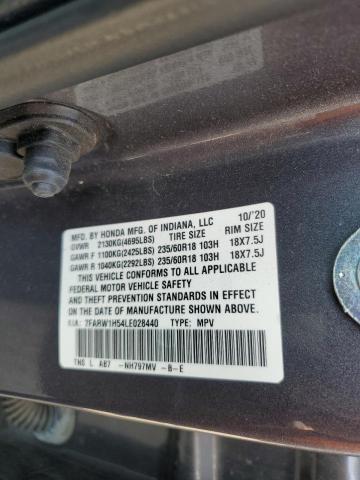 MFD. BY HONDA MFG. OF INDIANA, LLC 10/'20
GVWR 2130KG(4695LBS) TIRE SIZE RIM SIZE
GAWR F 1100KG(2425LBS) 235/60R18 103H 18X7.5J
GAWR R 1040KG(2292LBS) 235/60R18 103H 18X7.5J
THIS VEHICLE CONFORMS TO ALL APPLICABLE
FEDERAL MOTOR VEHICLE SAFETY
AND THEFT PREVENTION STANDARDS IN EFFECT ON
THE DATE OF MANUFACTURE SHOWN ABOVE.
V.I.N.: 7FARW1H54LE028440 TYPE: MPV
TNG L AB7 -NH797MV -B-E